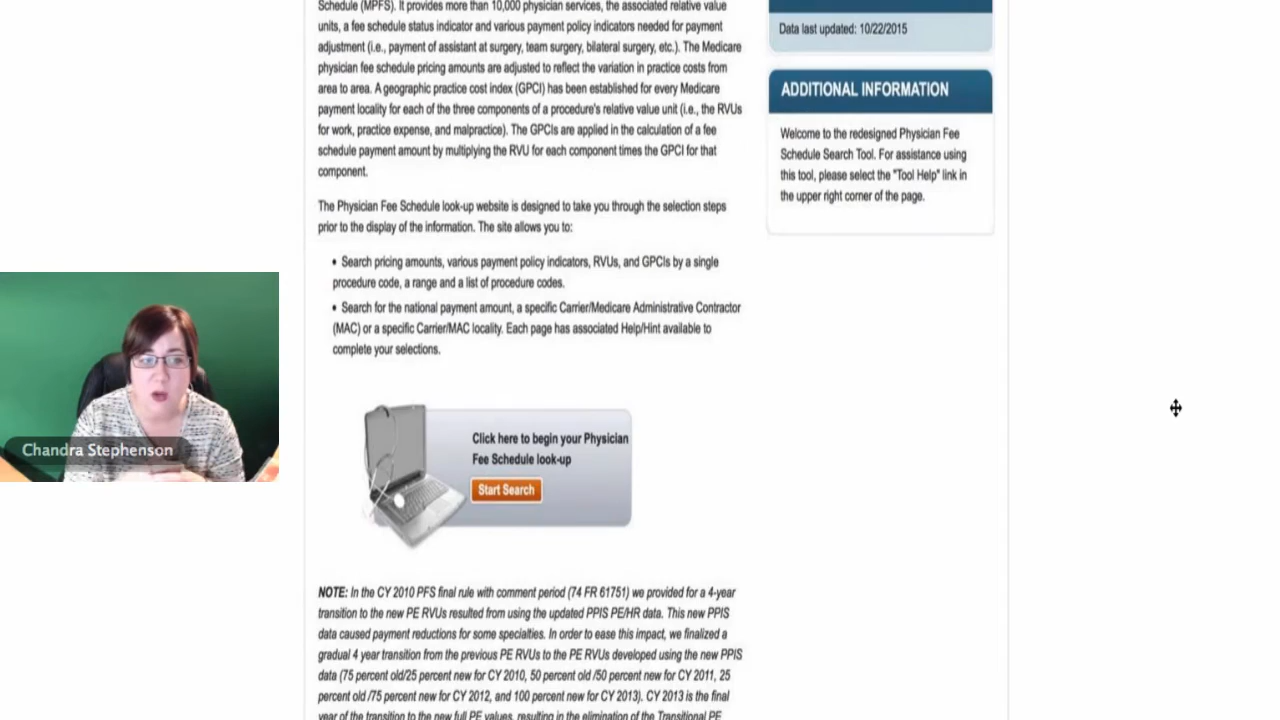 Schedule (MPFS). It provides more than 10,000 physician services, the associated relative value
units, a fee schedule status indicator and various payment policy indicators needed for payment
adjustment (i.e., payment of assistant at surgery, team surgery, bilateral surgery, etc.). The Medicare
physician fee schedule pricing amounts are adjusted to reflect the variation in practice costs from
area to area. A geographic practice cost index (GPCI) has been established for every Medicare
payment locality for each of the three components of a procedure's relative value unit (i.e., the RVUs
for work, practice expense, and malpractice). The GPCIs are applied in the calculation of a fee
schedule payment amount by multiplying the RVU for each component times the GPCI for that
component.
The Physician Fee Schedule look-up website is designed to take you through the selection steps
prior to the display of the information. The site allows you to:
• Search pricing amounts, various payment policy indicators, RVUs, and GPCIs by a single
procedure code, a range and a list of procedure codes.
• Search for the national payment amount, a specific Carrier/Medicare Administrative Contractor
(MAC) or a specific Carrier/MAC locality. Each page has associated Help/Hint available to
complete your selections.
Click here to begin your Physician
Fee Schedule look-up
Start Search
NOTE: In the CY 2010 PFS final rule with comment period (74 FR 61751) we provided for a 4-year
transition to the new PE RVUs resulted from using the updated PPIS PE/HR data. This new PPIS
data caused payment reductions for some specialties. In order to ease this impact, we finalized a
gradual 4 year transition from the previous PE RVUs to the PE RVUs developed using the new PPIS
data (75 percent old/25 percent new for CY 2010, 50 percent old /50 percent new for CY 2011, 25
percent old /75 percent new for CY 2012, and 100 percent new for CY 2013). CY 2013 is the final
year of the transition to the new full PE values, resulting in the elimination of the Transitional PE
Data last updated: 10/22/2015
ADDITIONAL INFORMATION
Welcome to the redesigned Physician Fee
Schedule Search Tool. For assistance using
this tool, please select the "Tool Help" link in
the upper right corner of the page.
Chandra Stephenson